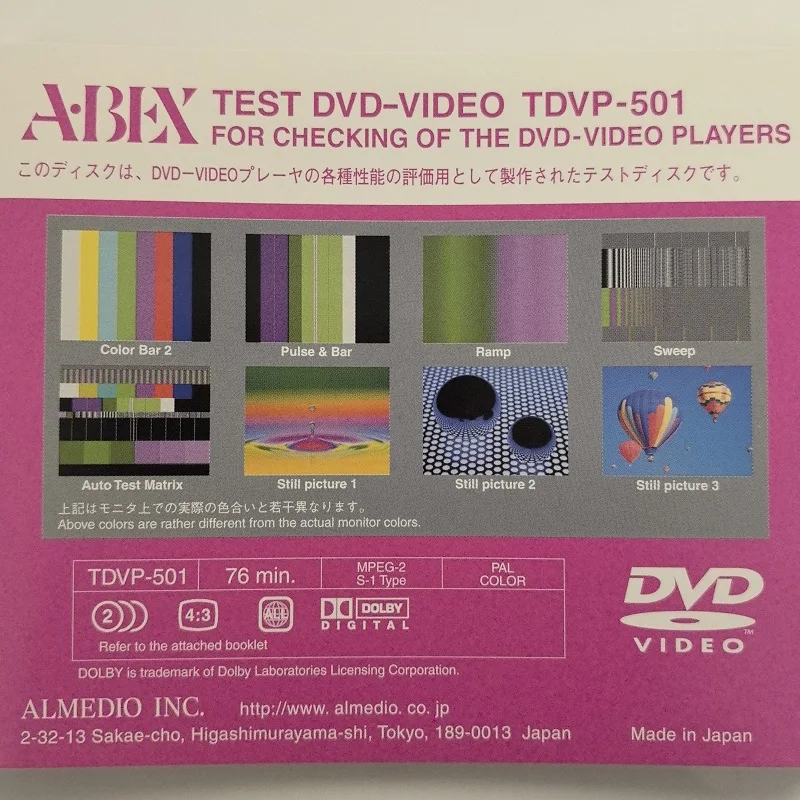 A·BEX TEST DVD-VIDEO TDVP-501
FOR CHECKING OF THE DVD-VIDEO PLAYERS
このディスクは、DVD-VIDEOプレーヤの各種性能の評価用として製作されたテストディスクです。
Color Bar 2 Pulse & Bar Ramp Sweep
Auto Test Matrix Still picture 1 Still picture 2 Still picture 3
上記はモニタ上での実際の色合いと若干異なります。
Above colors are rather different from the actual monitor colors.
TDVP-501 76 min. MPEG-2 PAL
S-1 Type COLOR
2 4:3 ALL DOLBY
DIGITAL
Refer to the attached booklet
DVD
VIDEO
TM
DOLBY is trademark of Dolby Laboratories Licensing Corporation.
ALMEDIO INC. http://www. almedio. co. jp
2-32-13 Sakae-cho, Higashimurayama-shi, Tokyo, 189-0013 Japan Made in Japan